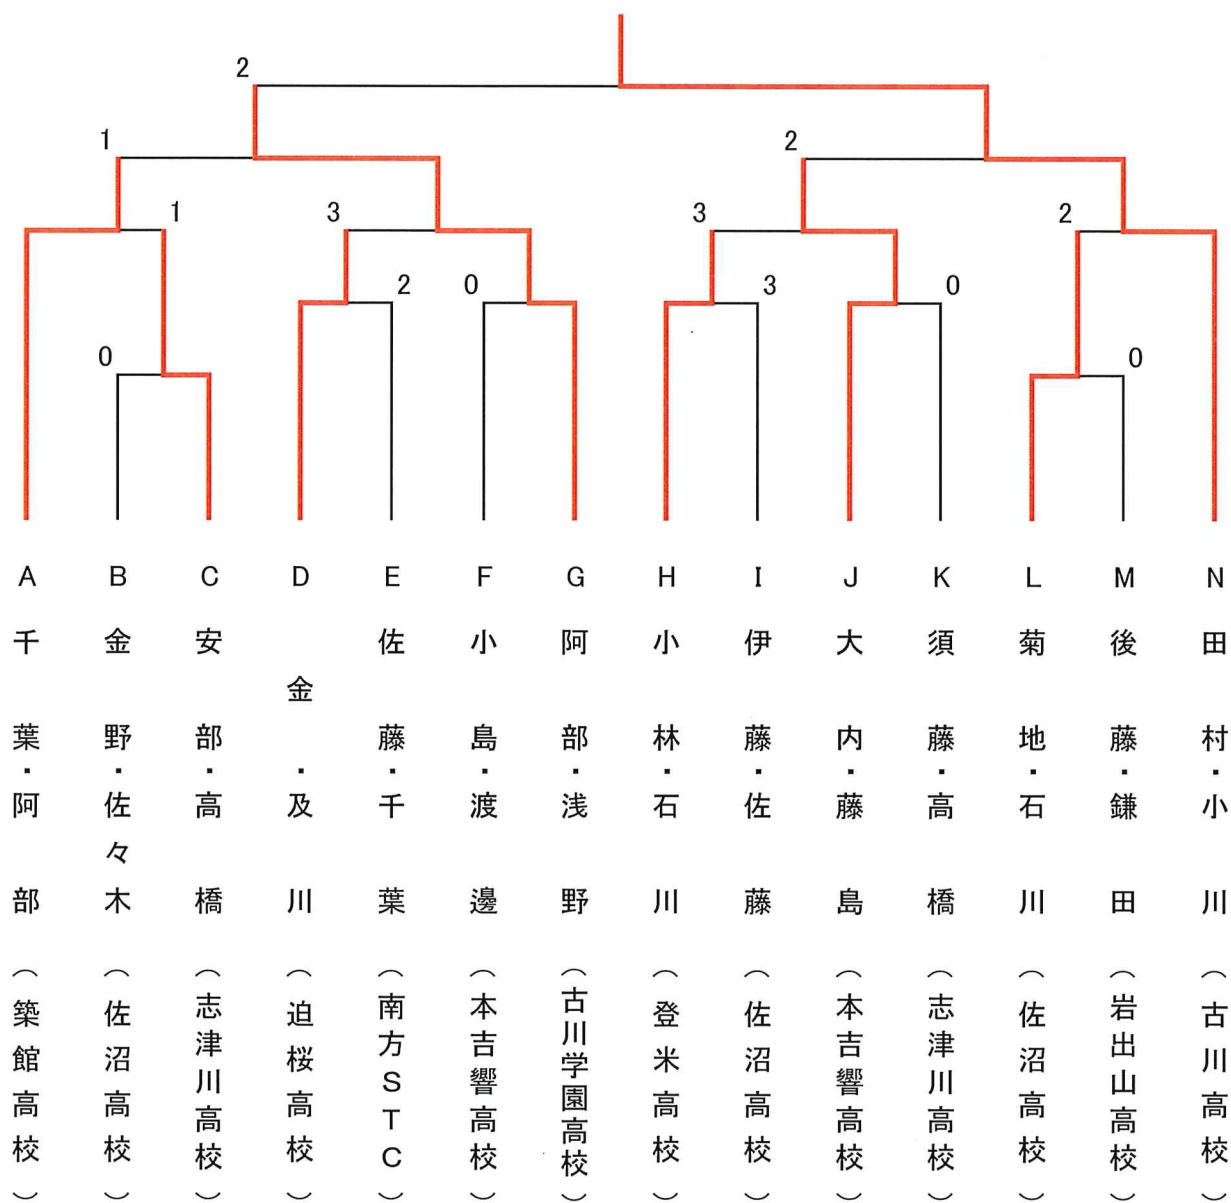 2
1
2
1
3
3
2
2
0
3
0
0
0
A
B
C
D
E
F
G
H
I
J
K
L
M
N
千葉・阿部(築館高校)
金野・佐々木(佐沼高校)
安部・高橋(志津川高校)
金・及川(迫桜高校)
佐藤・千葉(南方STC)
小島・渡邊(本吉響高校)
阿部・浅野(古川学園高校)
小林・石川(登米高校)
伊藤・佐藤(佐沼高校)
大内・藤島(本吉響高校)
須藤・高橋(志津川高校)
菊地・石川(佐沼高校)
後藤・鎌田(岩出山高校)
田村・小川(古川高校)